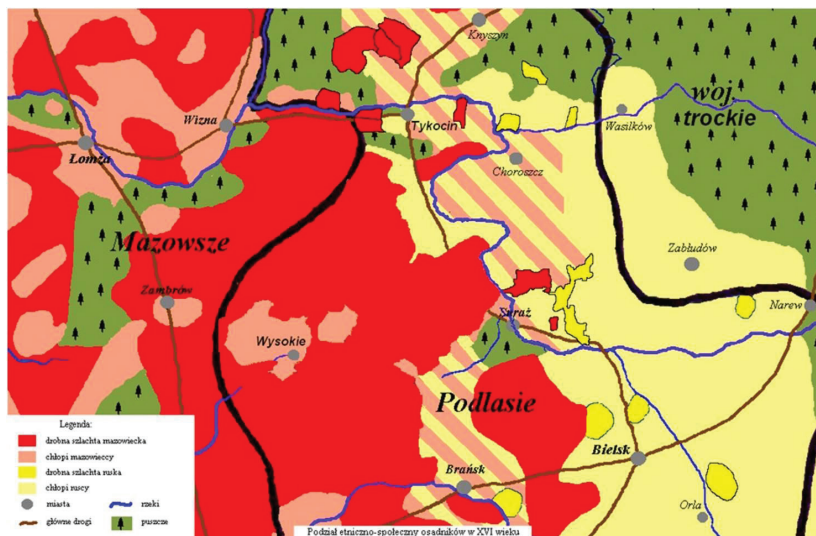 Knyszyn
woj
trockie
Wizna
Tykocin
Wasilków
Łomża
Choroszcz
Mazowsze
Zabłudów
Zambrów
Suraż
Narew
Wysokie
Podlasie
Bielsk
Brańsk
Orla
Legenda:
drobna szlachta mazowiecka
chłopi mazowieccy
drobna szlachta ruska
chłopi ruscy
miasta
rzeki
główne drogi
puszcze
Podział etniczno-społeczny osadników w XVI wieku